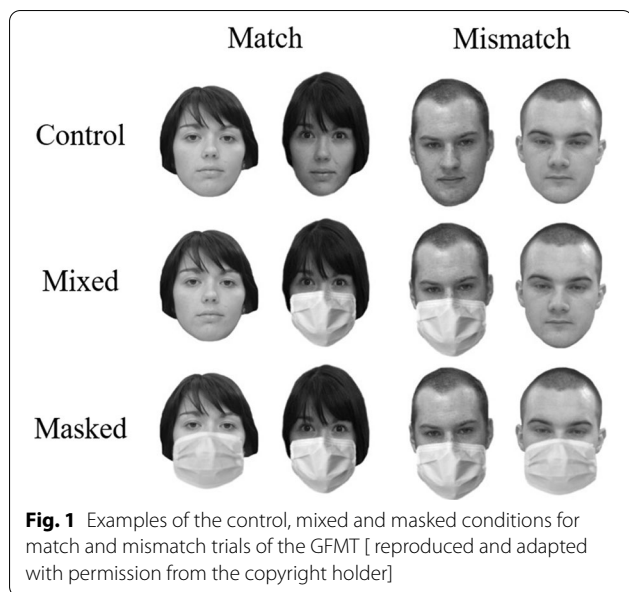 Match Mismatch
Control
Mixed
Masked
Fig. 1 Examples of the control, mixed and masked conditions for
match and mismatch trials of the GFMT [ reproduced and adapted
with permission from the copyright holder]